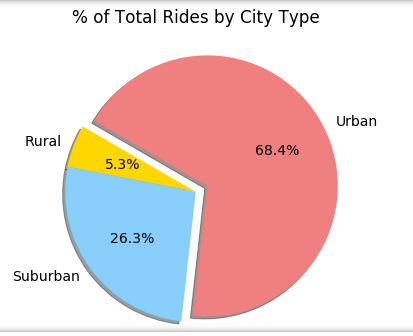 % of Total Rides by City Type
Urban
Rural
68.4%
5.3%
26.3%
Suburban